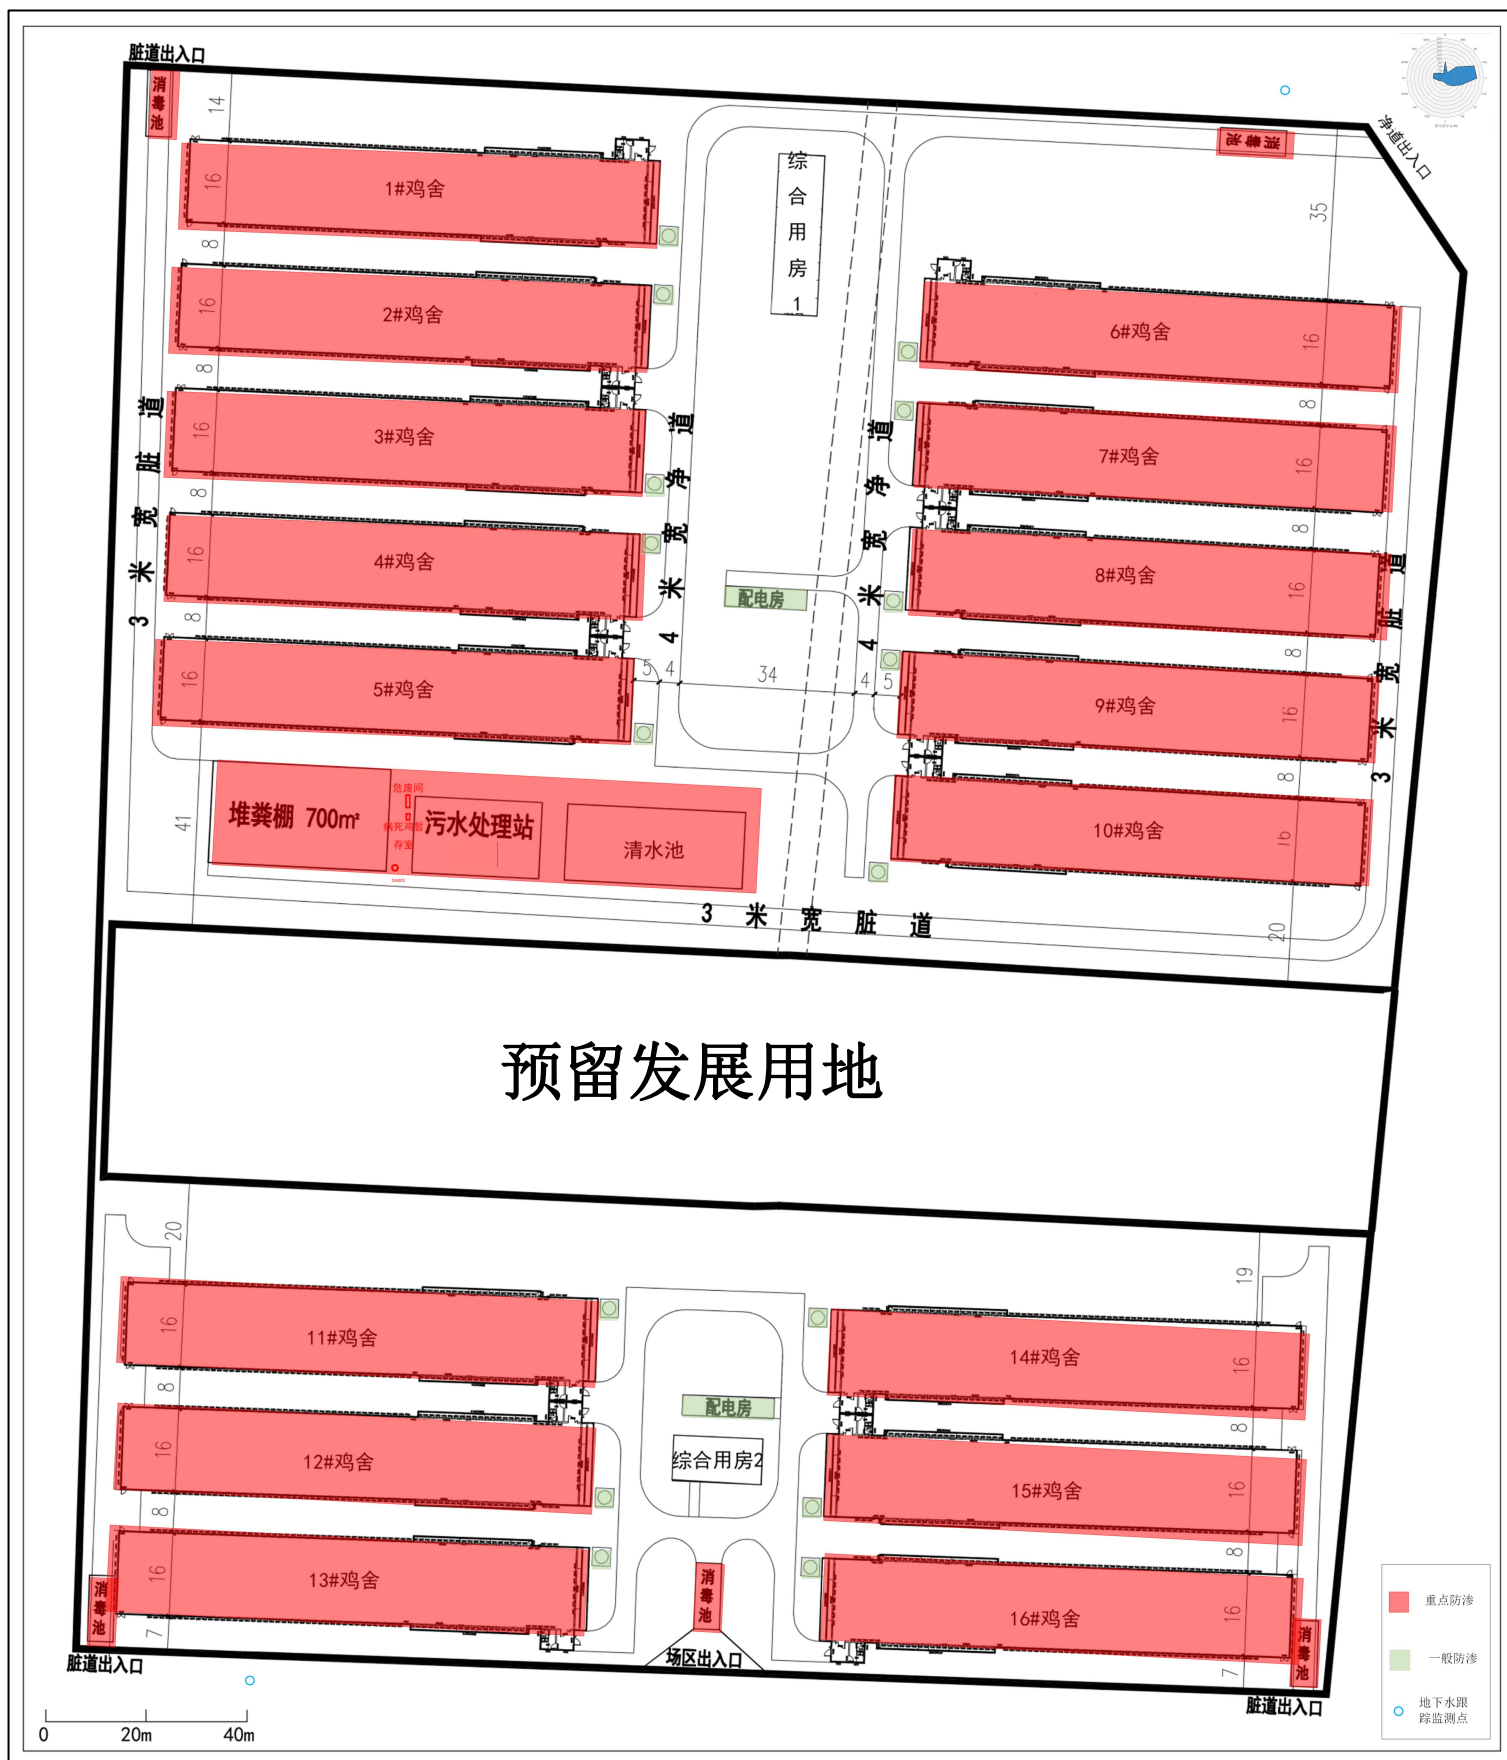 脏道出入口
消毒池
14
净道出入口
消毒池
综合用房1
35
1#鸡舍
16
8
2#鸡舍
16
8
3#鸡舍
16
8
4#鸡舍
16
8
5#鸡舍
16
3米宽脏道
4米宽净道
4米宽净道
6#鸡舍
16
8
7#鸡舍
16
8
8#鸡舍
16
8
9#鸡舍
16
8
10#鸡舍
16
3米宽脏道
配电房
5 4 34 4 5
41
堆粪棚 700m²
危废间
病死鸡暂
存室
污水处理站
清水池
3米宽脏道
20
预留发展用地
20
19
11#鸡舍
16
8
12#鸡舍
16
8
13#鸡舍
16
7
14#鸡舍
16
8
15#鸡舍
16
8
16#鸡舍
16
7
配电房
综合用房2
消毒池
消毒池
消毒池
脏道出入口
场区出入口
脏道出入口
重点防渗
一般防渗
地下水跟
踪监测点
0 20m 40m